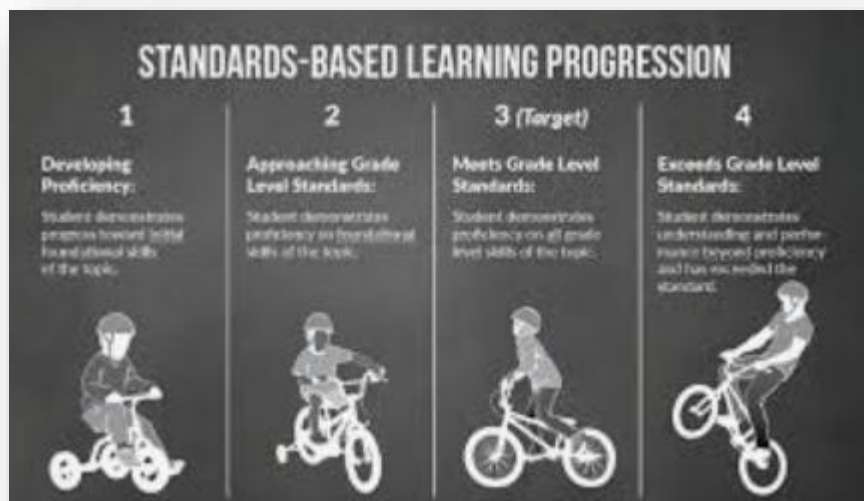 STANDARDS-BASED LEARNING PROGRESSION
1
Developing
Proficiency:
Student demonstrates
progress toward initial
foundational skills
of the topic.
2
Approaching Grade
Level Standards:
Student demonstrates
proficiency on foundational
skills of the topic.
3 (Target)
Meets Grade Level
Standards:
Student demonstrates
proficiency on all grade
level skills of the topic.
4
Exceeds Grade Level
Standards:
Student demonstrates
understanding and perfor-
mance beyond proficiency
and has exceeded the
standard.